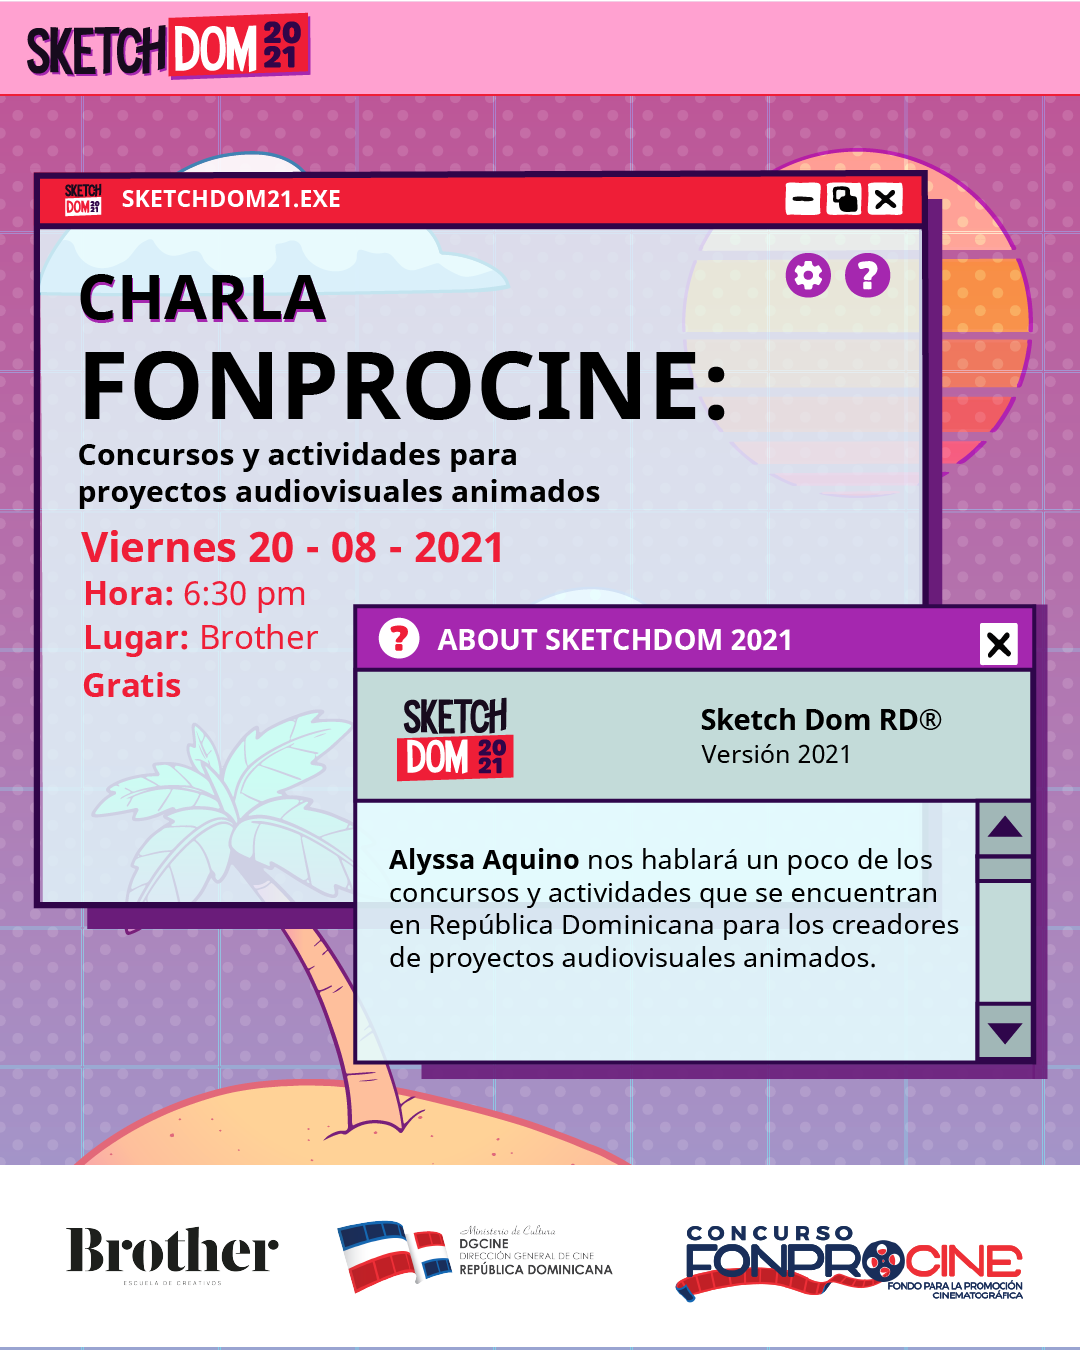 SKETCH DOM 20
21
SKETCH
DOM 20
21
SKETCHDOM21.EXE
CHARLA
FONPROCINE:
Concursos y actividades para
proyectos audiovisuales animados
Viernes 20 - 08 - 2021
Hora: 6:30 pm
Lugar: Brother
Gratis
? ABOUT SKETCHDOM 2021
SKETCH
DOM 20
21
Sketch Dom RD®
Versión 2021
Alyssa Aquino nos hablará un poco de los
concursos y actividades que se encuentran
en República Dominicana para los creadores
de proyectos audiovisuales animados.
Brother
ESCUELA DE CREATIVOS
Ministerio de Cultura
DGCINE
DIRECCIÓN GENERAL DE CINE
REPÚBLICA DOMINICANA
CONCURSO
FONPROCINE
FONDO PARA LA PROMOCIÓN
CINEMATOGRÁFICA